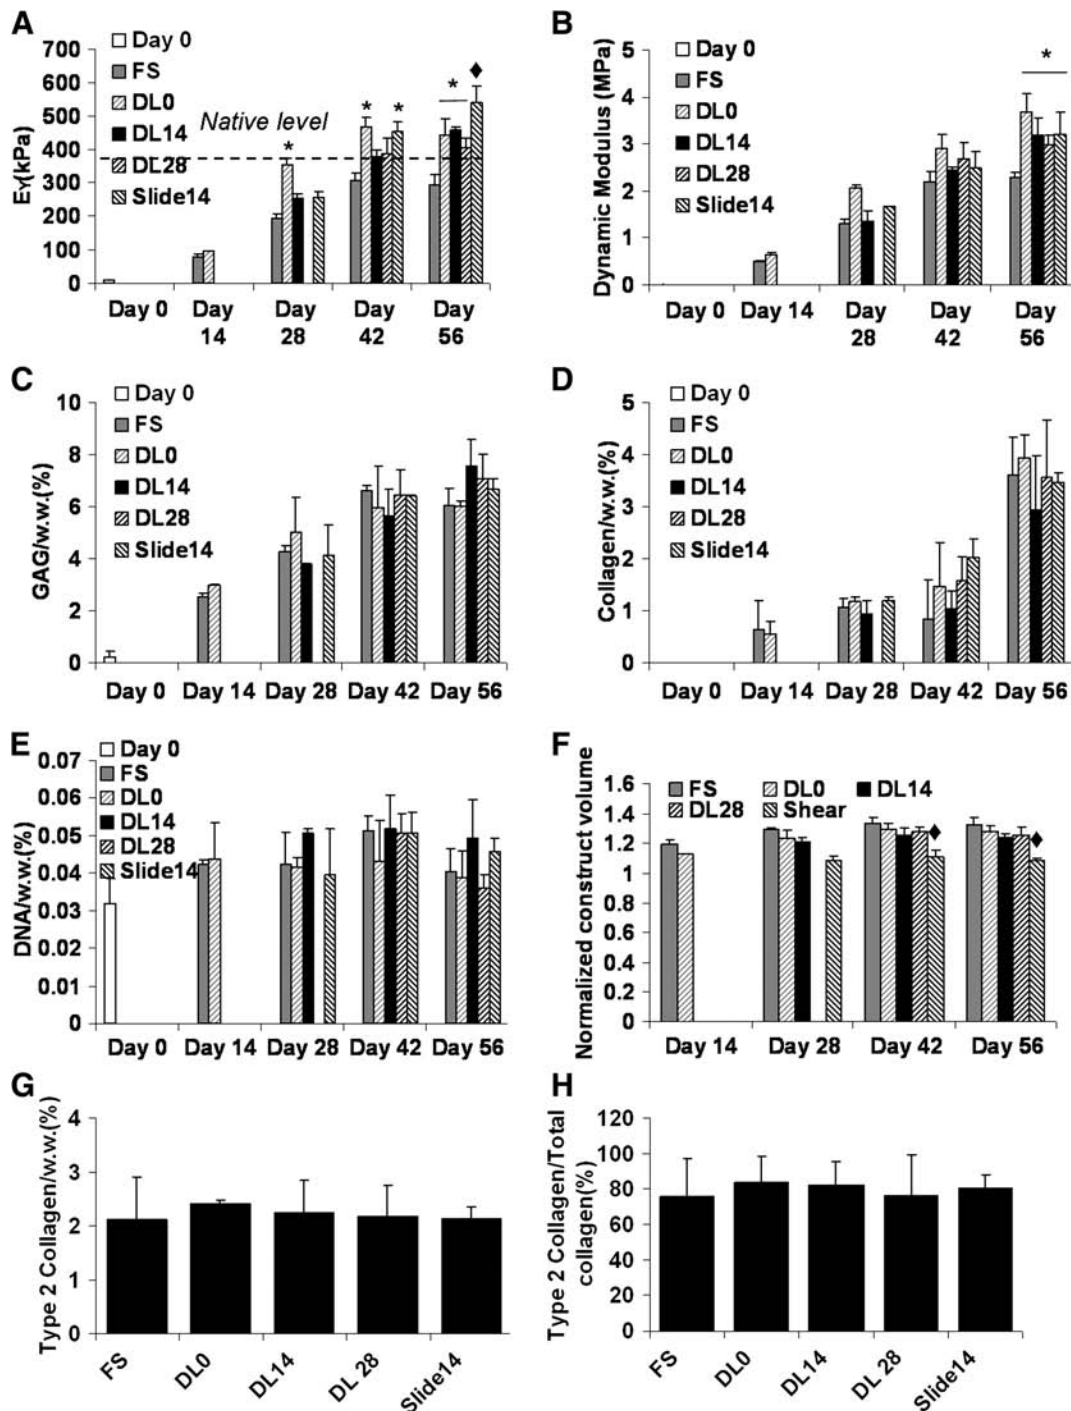 A
E_Y(kPa)
700
600
500
400
300
200
100
0
Day 0
FS
DL0
DL14
DL28
Slide14
Native level
*
*
*
*
♦
Day 0
Day 14
Day 28
Day 42
Day 56
B
Dynamic Modulus (MPa)
5
4
3
2
1
0
Day 0
FS
DL0
DL14
DL28
Slide14
*
Day 0
Day 14
Day 28
Day 42
Day 56
C
GAG/w.w.(%)
10
8
6
4
2
0
Day 0
FS
DL0
DL14
DL28
Slide14
Day 0
Day 14
Day 28
Day 42
Day 56
D
Collagen/w.w.(%)
5
4
3
2
1
0
Day 0
FS
DL0
DL14
DL28
Slide14
Day 0
Day 14
Day 28
Day 42
Day 56
E
DNA/w.w.(%)
0.07
0.06
0.05
0.04
0.03
0.02
0.01
0
Day 0
FS
DL0
DL14
DL28
Slide14
Day 0
Day 14
Day 28
Day 42
Day 56
F
Normalized construct volume
1.6
1.4
1.2
1
0.8
0.6
0.4
0.2
0
FS
DL0
DL14
DL28
Shear
♦
♦
Day 14
Day 28
Day 42
Day 56
G
Type 2 Collagen/w.w.(%)
4
3
2
1
0
FS
DL0
DL14
DL 28
Slide14
H
Type 2 Collagen/Total
collagen(%)
120
100
80
60
40
20
0
FS
DL0
DL14
DL 28
Slide14